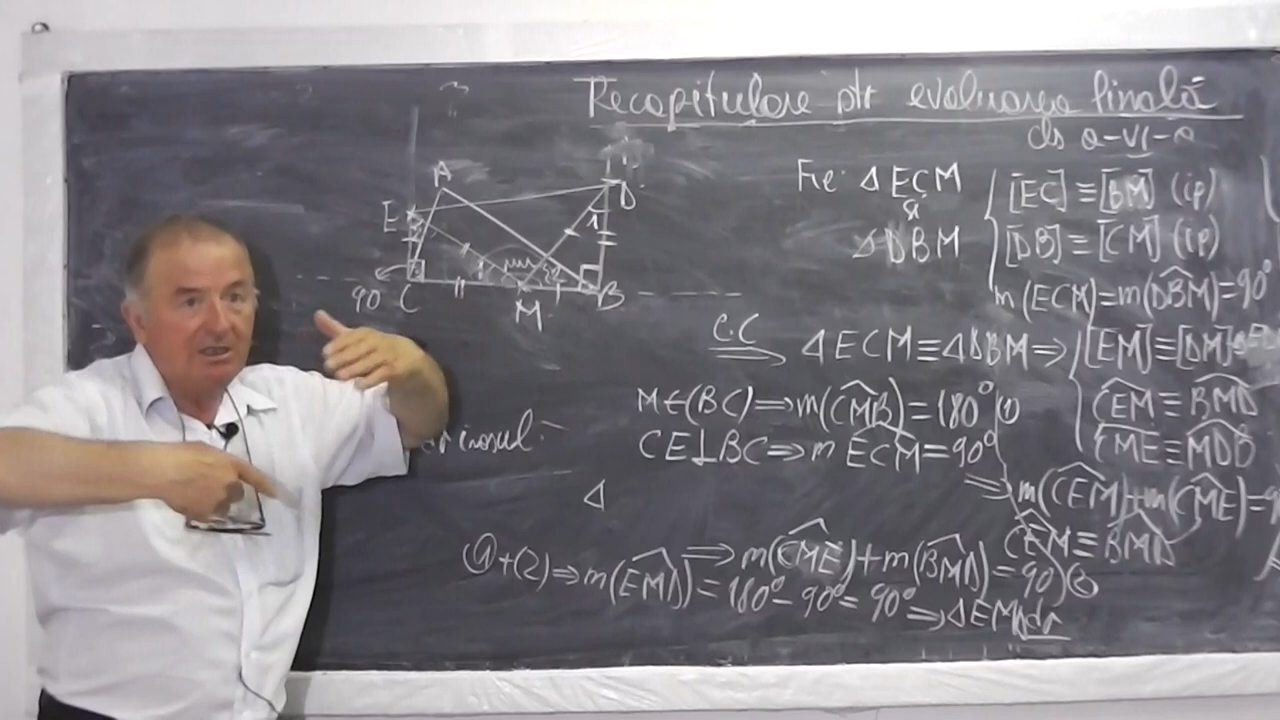 Recapitulare ptr evaluarea finală
cls a-VI-a
A
E
D
90 C
M
B
Fie: Δ ECM
și
Δ DBM
[EC] ≡ [BM] (ip)
[DB] ≡ [CM] (ip)
m(ECM) = m(DBM) = 90°
C.C
⟹ Δ ECM ≡ Δ DBM ⟹
[EM] ≡ [DM]
CEM ≡ BMD
CME ≡ MDB
M ∈ (BC) ⟹ m(CMB) = 180° (1)
CE ⊥ BC ⟹ m ECM = 90°
⟹ m(CEM) + m(CME) =
CEM ≡ BMD
Δ
⟹ m(CME) + m(BMD) = 90 (2)
(1) + (2) ⟹ m(EMD) = 180° - 90° = 90° ⟹ Δ EMD dr